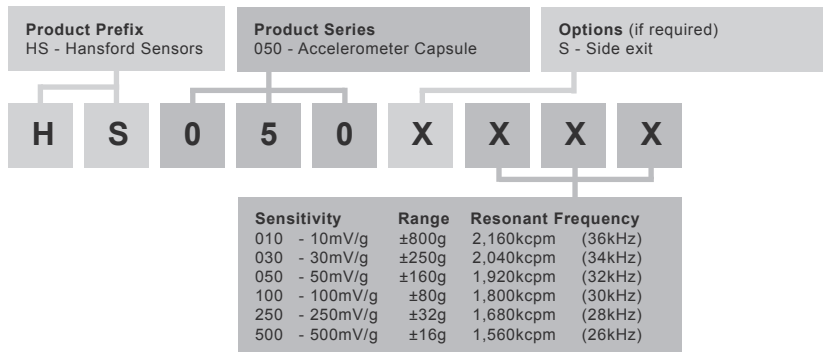 Product Prefix
HS - Hansford Sensors
Product Series
050 - Accelerometer Capsule
Options (if required)
S - Side exit
H S 0 5 0 X X X X
Sensitivity Range Resonant Frequency
010 - 10mV/g ±800g 2,160kcpm (36kHz)
030 - 30mV/g ±250g 2,040kcpm (34kHz)
050 - 50mV/g ±160g 1,920kcpm (32kHz)
100 - 100mV/g ±80g 1,800kcpm (30kHz)
250 - 250mV/g ±32g 1,680kcpm (28kHz)
500 - 500mV/g ±16g 1,560kcpm (26kHz)